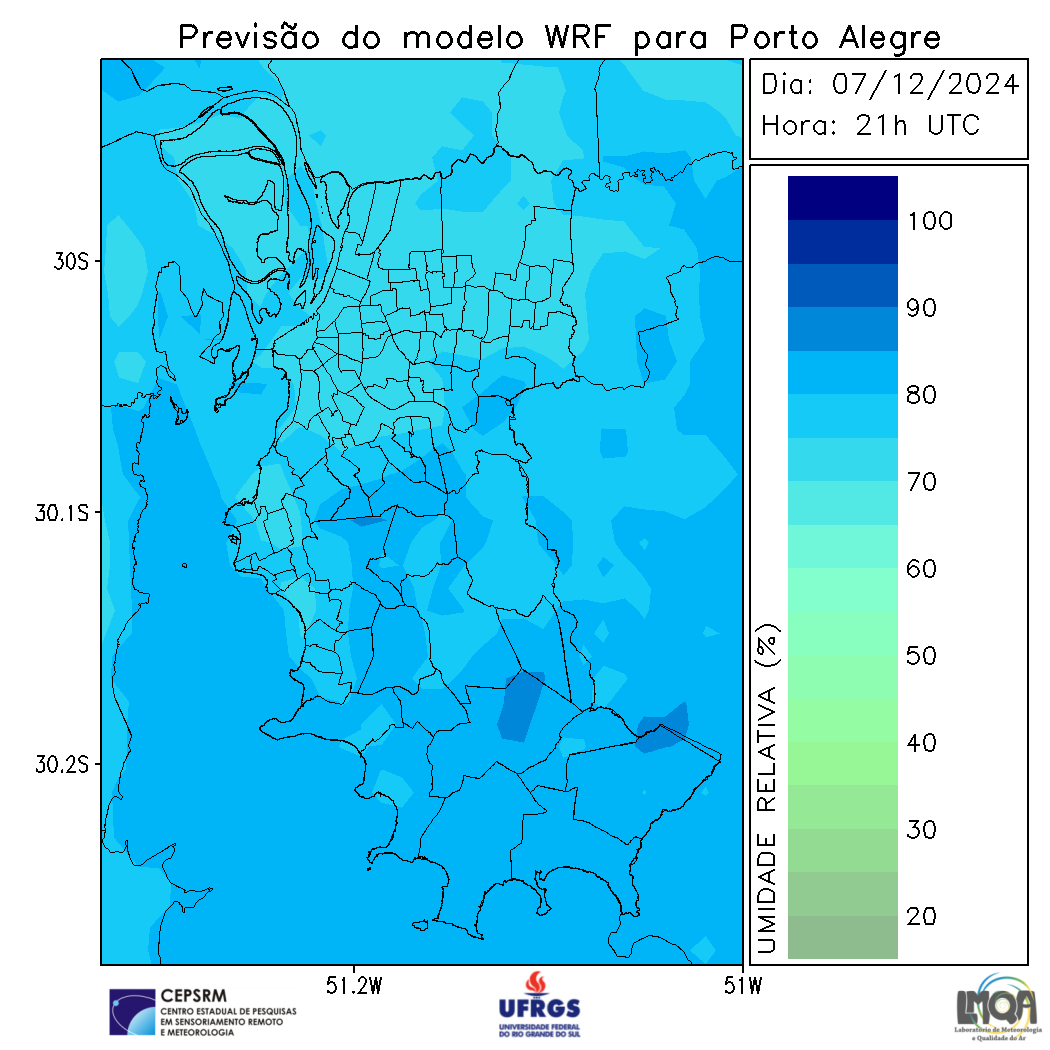 Previsão do modelo WRF para Porto Alegre
Dia: 07/12/2024
Hora: 21h UTC
30S
30.1S
30.2S
51.2W
51W
100
90
80
70
60
50
40
30
20
UMIDADE RELATIVA (%)
CEPSRM
CENTRO ESTADUAL DE PESQUISAS
EM SENSORIAMENTO REMOTO
E METEOROLOGIA
UFRGS
UNIVERSIDADE FEDERAL
DO RIO GRANDE DO SUL
LMQA
Laboratório de Meteorologia
e Qualidade do Ar